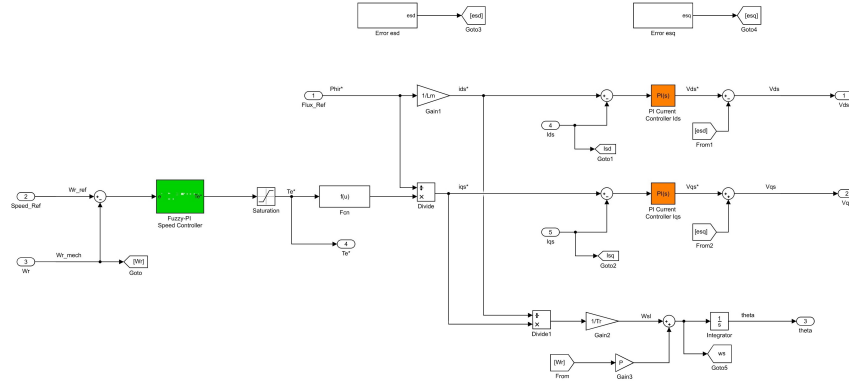 esd
Error esd
[esd]
Goto3
esq
Error esq
[esq]
Goto4
Phir*
1
Flux_Ref
1/Lm
Gain1
ids*
PI(s)
PI Current
Controller Ids
Vds*
Vds
1
Vds
4
Ids
Isd
Goto1
[esd]
From1
Wr_ref
2
Speed_Ref
Fuzzy-PI
Speed Controller
Saturation
Te*
f(u)
Fcn
Divide
iqs*
PI(s)
PI Current
Controller Iqs
Vqs*
Vqs
2
Vq
4
Te*
5
Iqs
Isq
Goto2
[esq]
From2
Wr_mech
3
Wr
[Wr]
Goto
Divide1
1/Tr
Gain2
Wsl
1
s
Integrator
theta
3
theta
ws
Goto5
[Wr]
From
P
Gain3